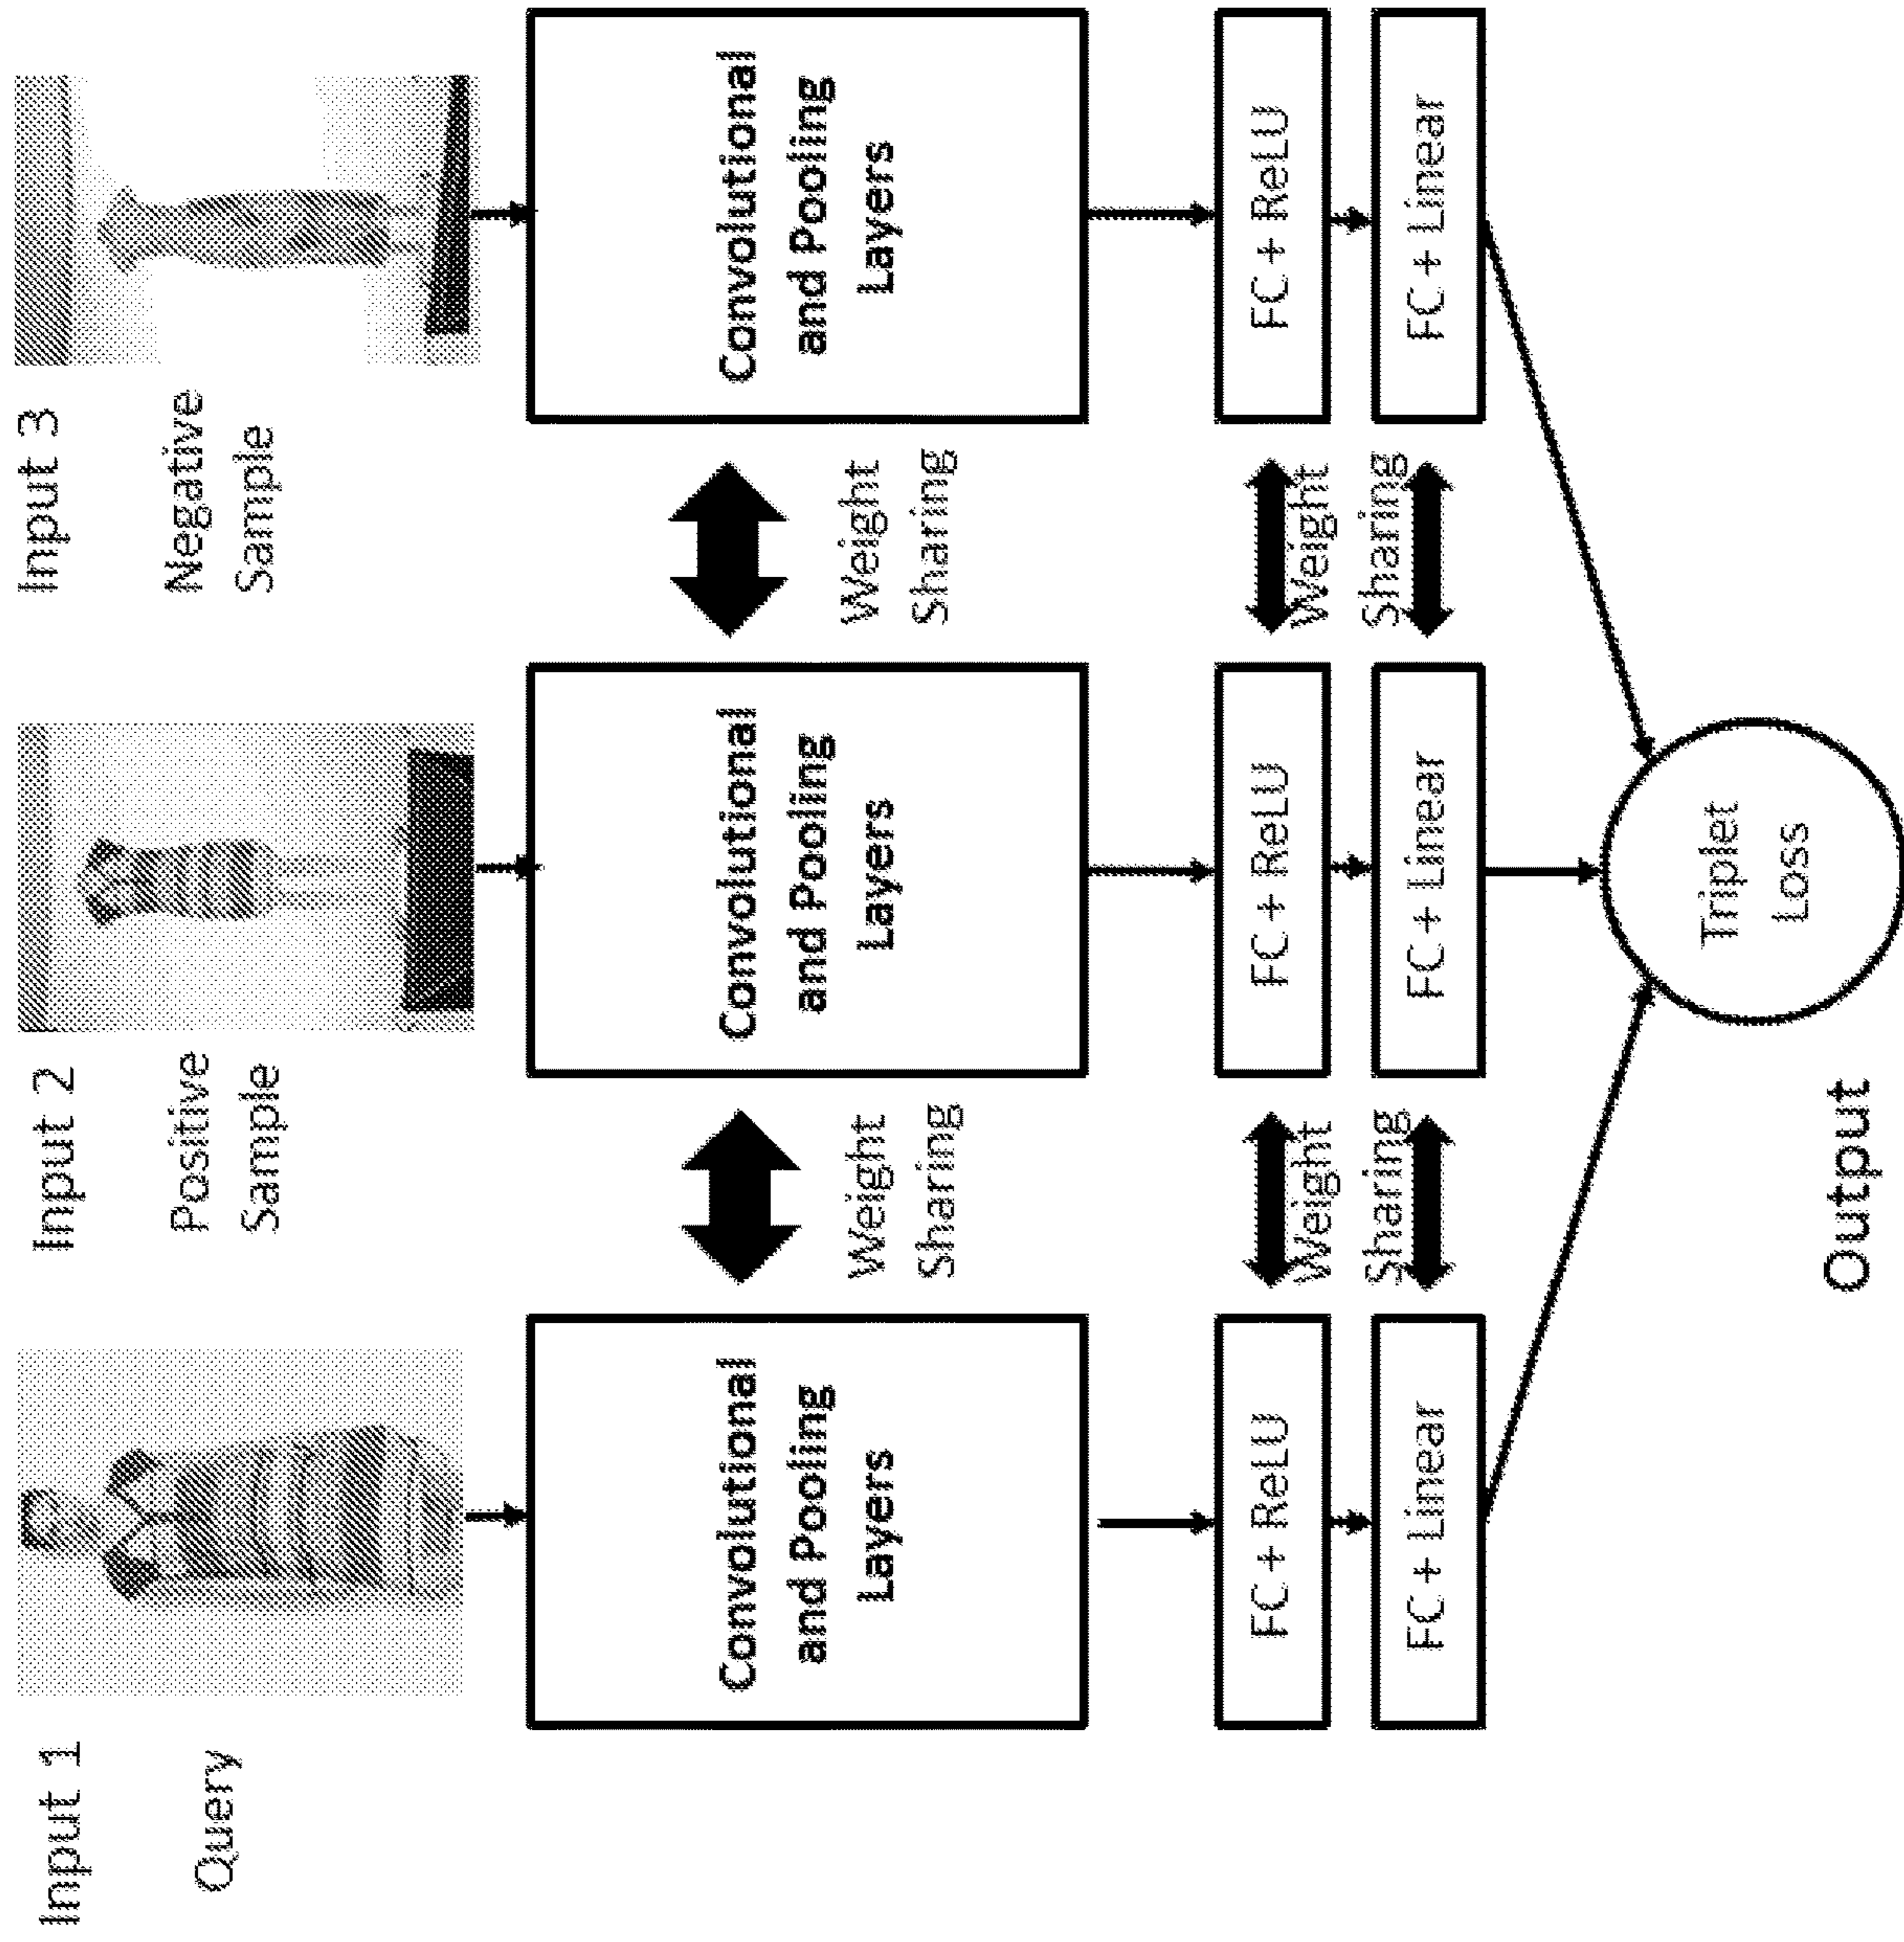 Input 1
Query
Input 2
Positive
Sample
Input 3
Negative
Sample
Convolutional
and Pooling
Layers
Weight
Sharing
Convolutional
and Pooling
Layers
Weight
Sharing
Convolutional
and Pooling
Layers
FC + ReLU
Weight
Sharing
FC + ReLU
Weight
Sharing
FC + ReLU
FC + Linear
FC + Linear
FC + Linear
Triplet
Loss
Output